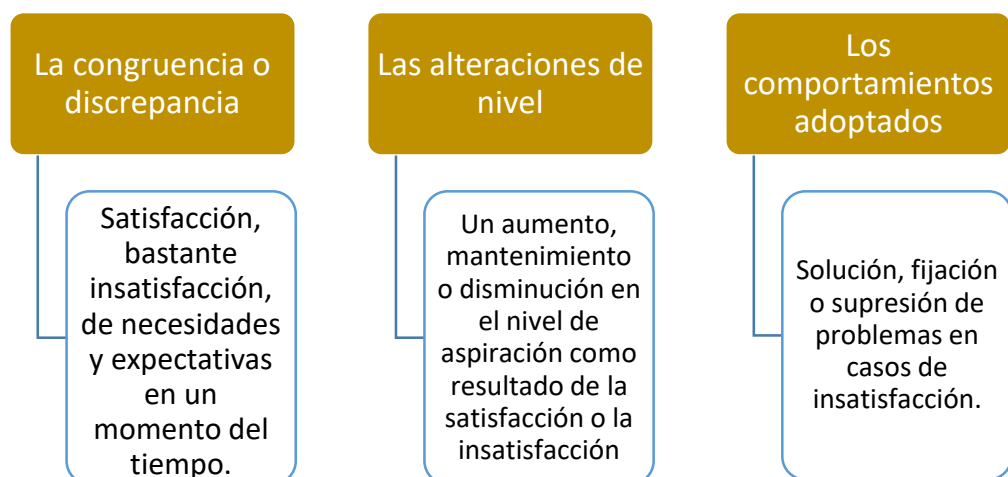 La congruencia o
discrepancia
Satisfacción,
bastante
insatisfacción,
de necesidades
y expectativas
en un
momento del
tiempo.
Las alteraciones de
nivel
Un aumento,
mantenimiento
o disminución en
el nivel de
aspiración como
resultado de la
satisfacción o la
insatisfacción
Los
comportamientos
adoptados
Solución, fijación
o supresión de
problemas en
casos de
insatisfacción.